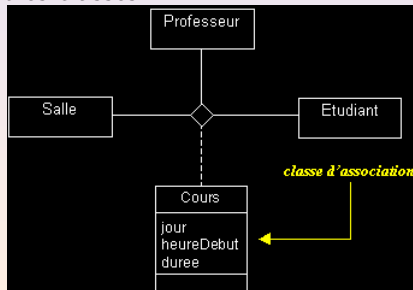 Professeur
Salle
Etudiant
classe d'association
Cours
jour
heureDebut
duree